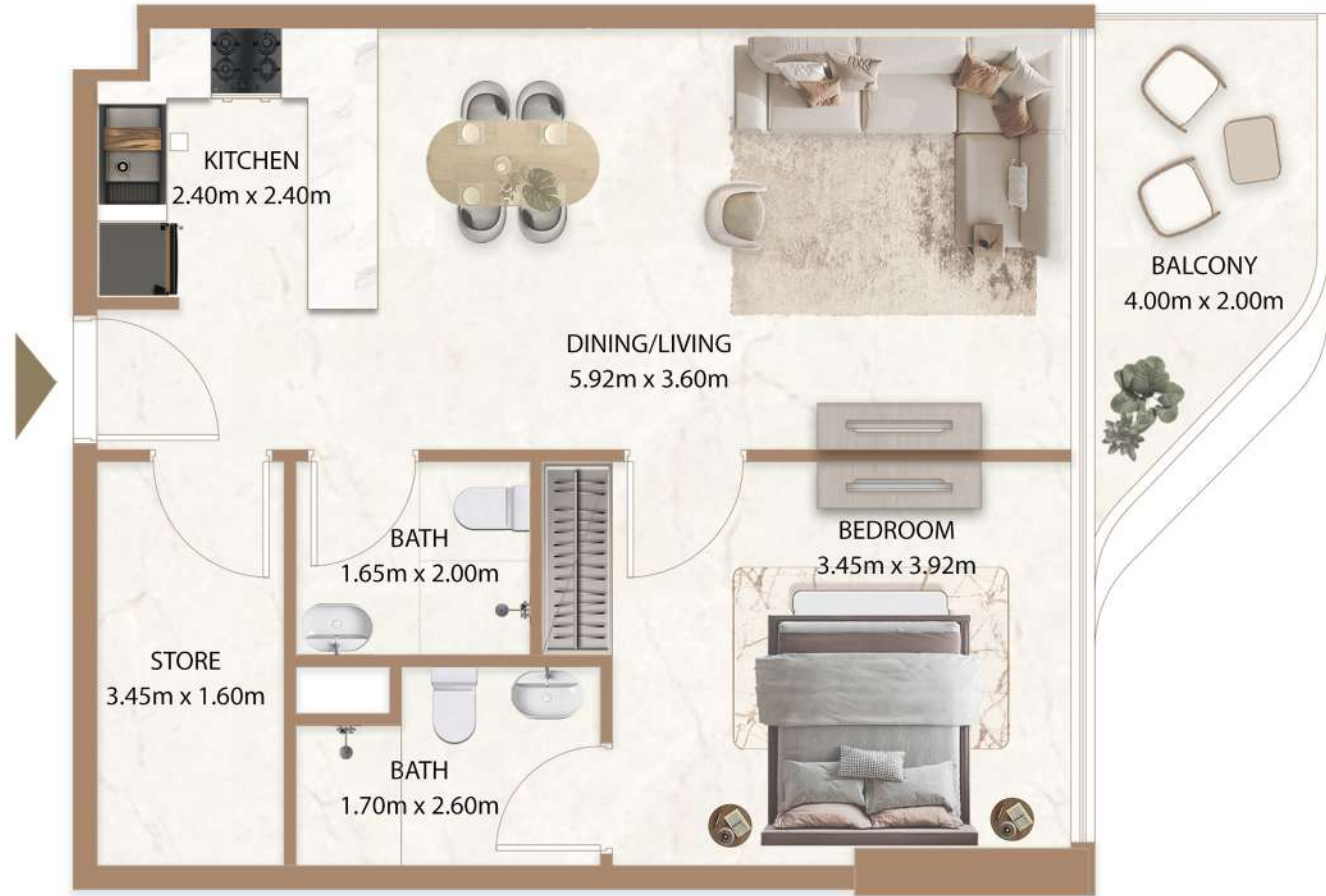 KITCHEN
2.40m x 2.40m
DINING/LIVING
5.92m x 3.60m
BALCONY
4.00m x 2.00m
BATH
1.65m x 2.00m
BEDROOM
3.45m x 3.92m
STORE
3.45m x 1.60m
BATH
1.70m x 2.60m